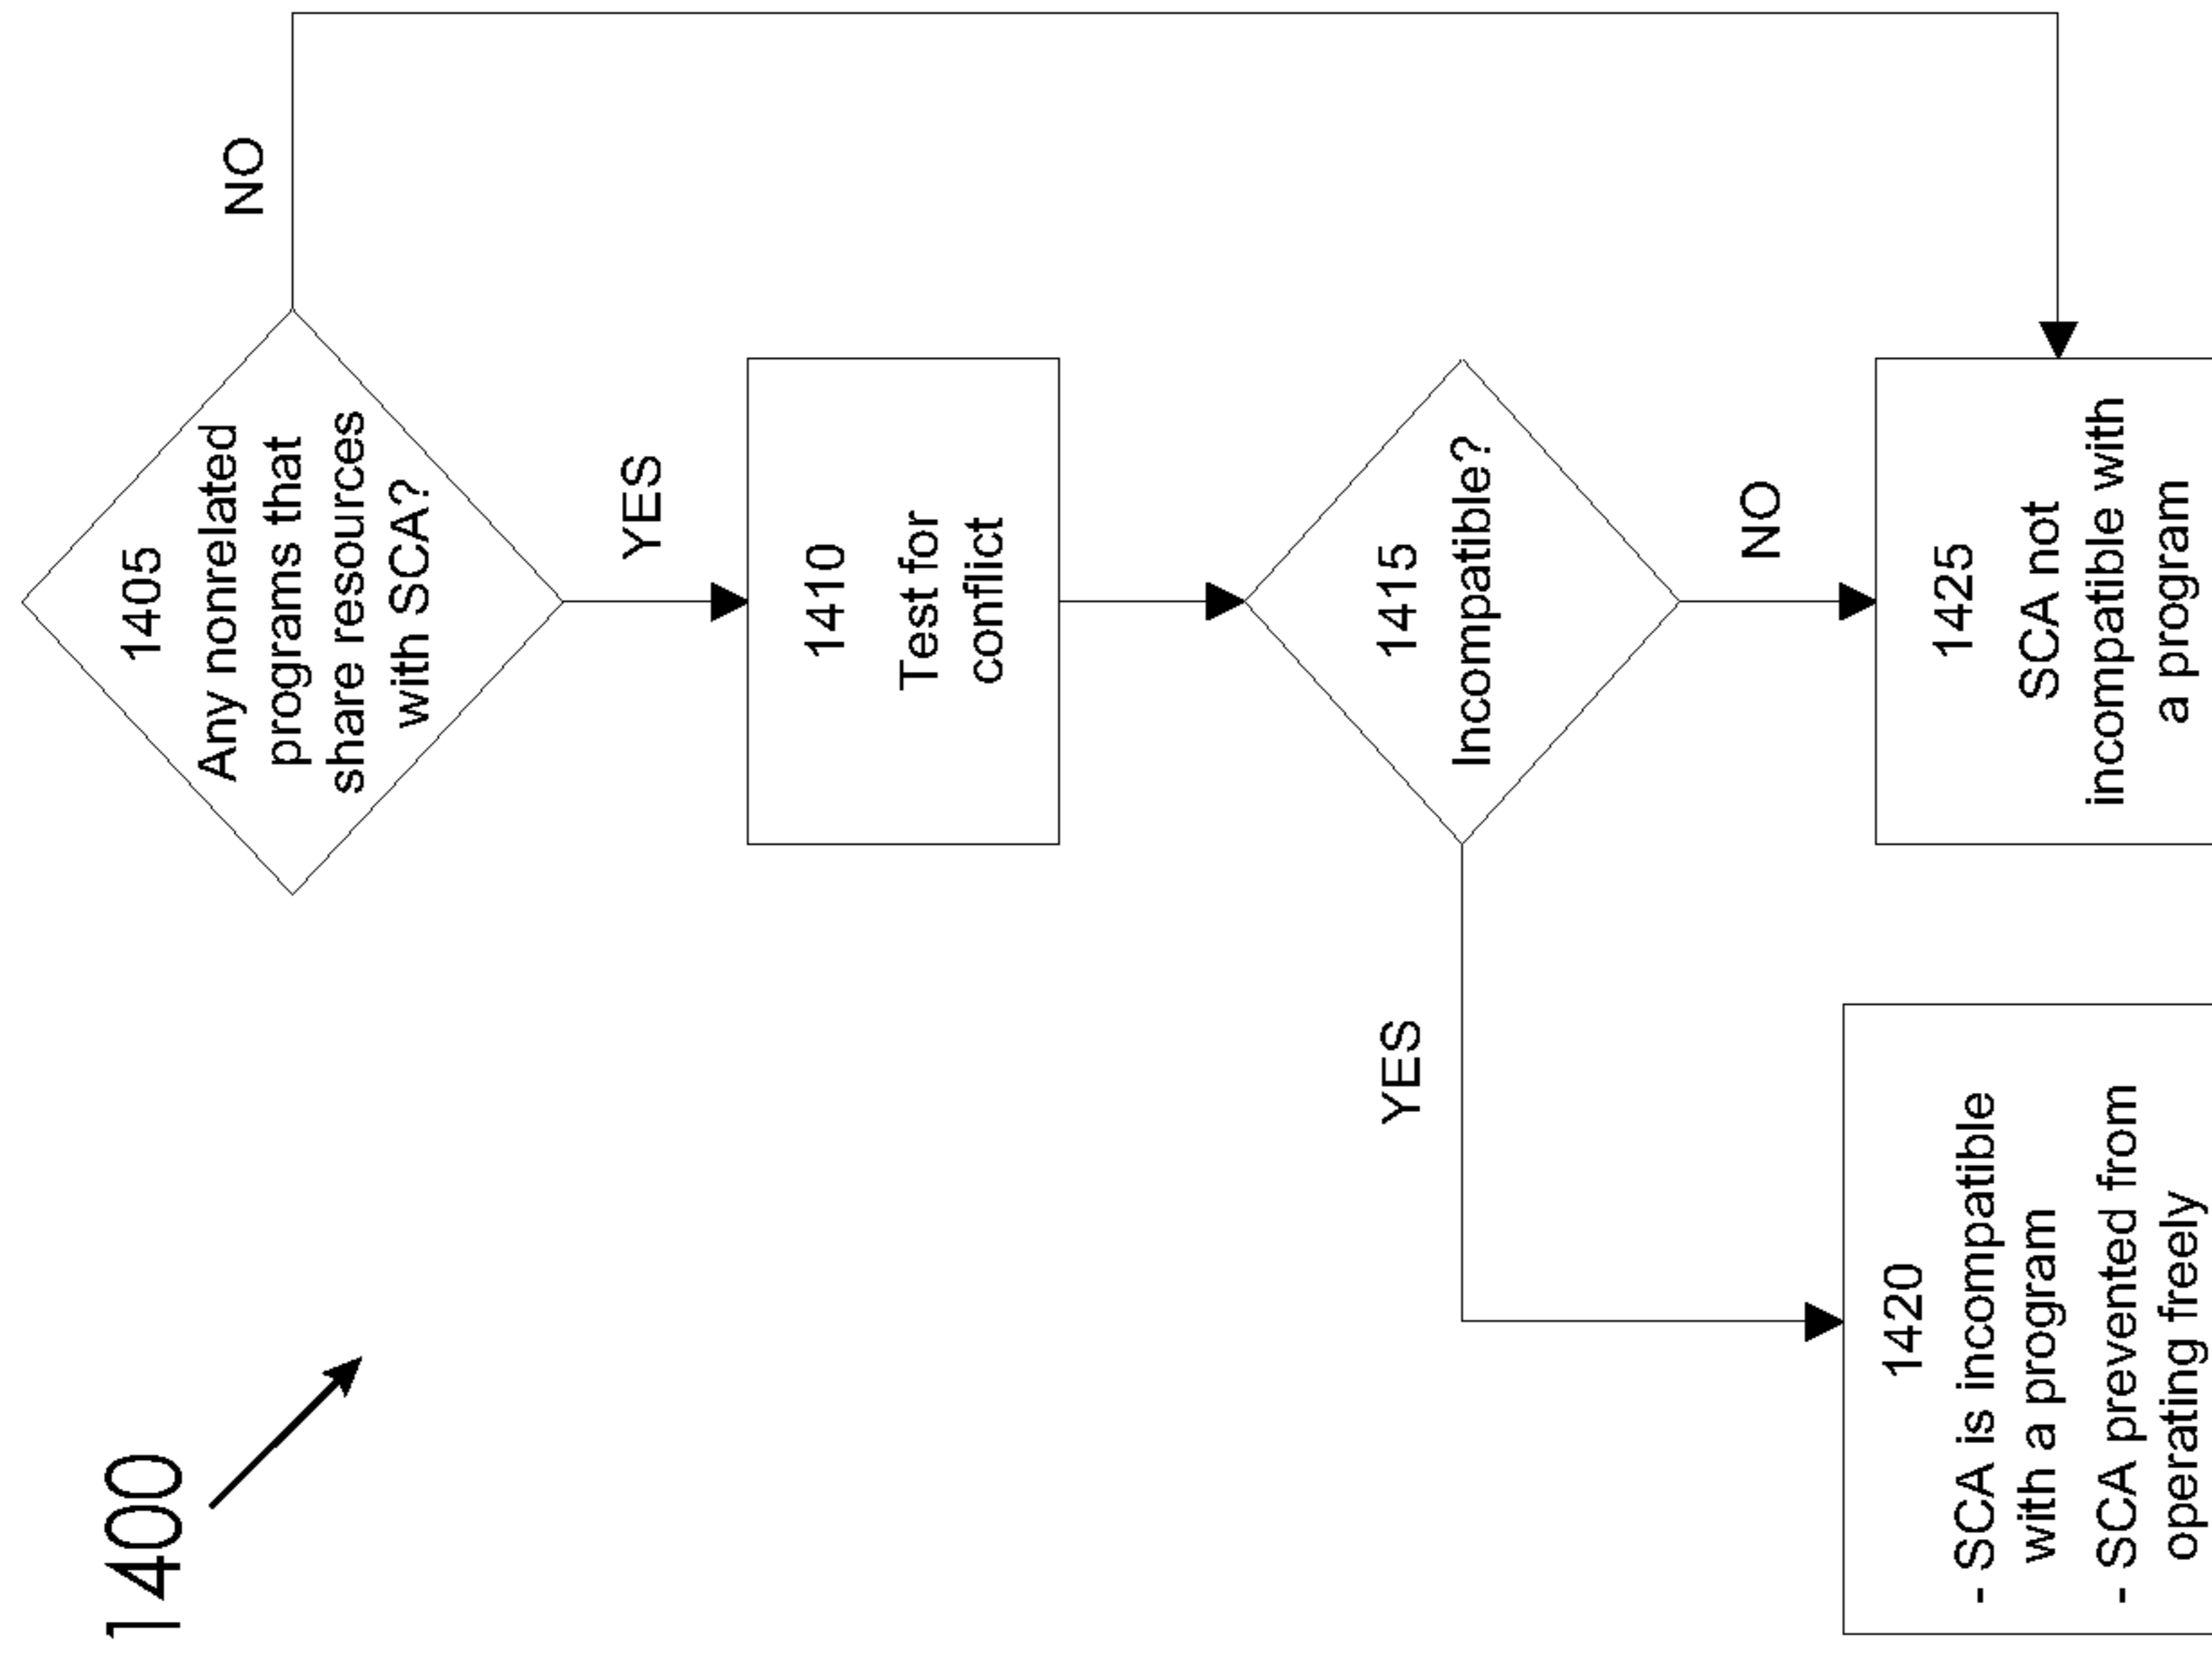 1400
1405
Any nonrelated
programs that
share resources
with SCA?
NO
YES
1410
Test for
conflict
1415
Incompatible?
YES
NO
1420
- SCA is incompatible
with a program
- SCA prevented from
operating freely
1425
SCA not
incompatible with
a program